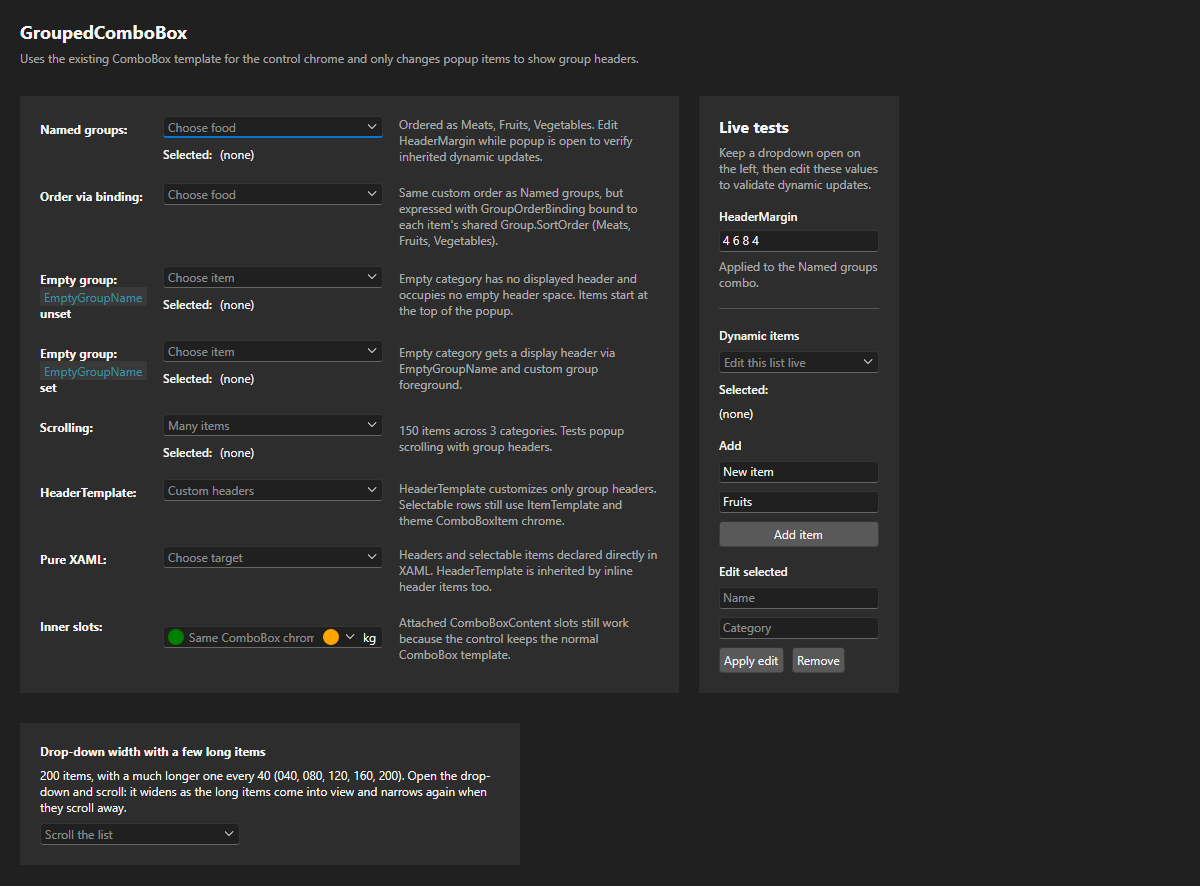 GroupedComboBox
Uses the existing ComboBox template for the control chrome and only changes popup items to show group headers.
Named groups:
Choose food
Selected: (none)
Ordered as Meats, Fruits, Vegetables. Edit
HeaderMargin while popup is open to verify
inherited dynamic updates.
Order via binding:
Choose food
Same custom order as Named groups, but
expressed with GroupOrderBinding bound to
each item's shared Group.SortOrder (Meats,
Fruits, Vegetables).
Empty group:
EmptyGroupName
unset
Choose item
Selected: (none)
Empty category has no displayed header and
occupies no empty header space. Items start at
the top of the popup.
Empty group:
EmptyGroupName
set
Choose item
Selected: (none)
Empty category gets a display header via
EmptyGroupName and custom group
foreground.
Scrolling:
Many items
Selected: (none)
150 items across 3 categories. Tests popup
scrolling with group headers.
HeaderTemplate:
Custom headers
HeaderTemplate customizes only group headers.
Selectable rows still use ItemTemplate and
theme ComboBoxItem chrome.
Pure XAML:
Choose target
Headers and selectable items declared directly in
XAML. HeaderTemplate is inherited by inline
header items too.
Inner slots:
Same ComboBox chrom
kg
Attached ComboBoxContent slots still work
because the control keeps the normal
ComboBox template.
Live tests
Keep a dropdown open on
the left, then edit these values
to validate dynamic updates.
HeaderMargin
4 6 8 4
Applied to the Named groups
combo.
Dynamic items
Edit this list live
Selected:
(none)
Add
New item
Fruits
Add item
Edit selected
Name
Category
Apply edit
Remove
Drop-down width with a few long items
200 items, with a much longer one every 40 (040, 080, 120, 160, 200). Open the drop-
down and scroll: it widens as the long items come into view and narrows again when
they scroll away.
Scroll the list